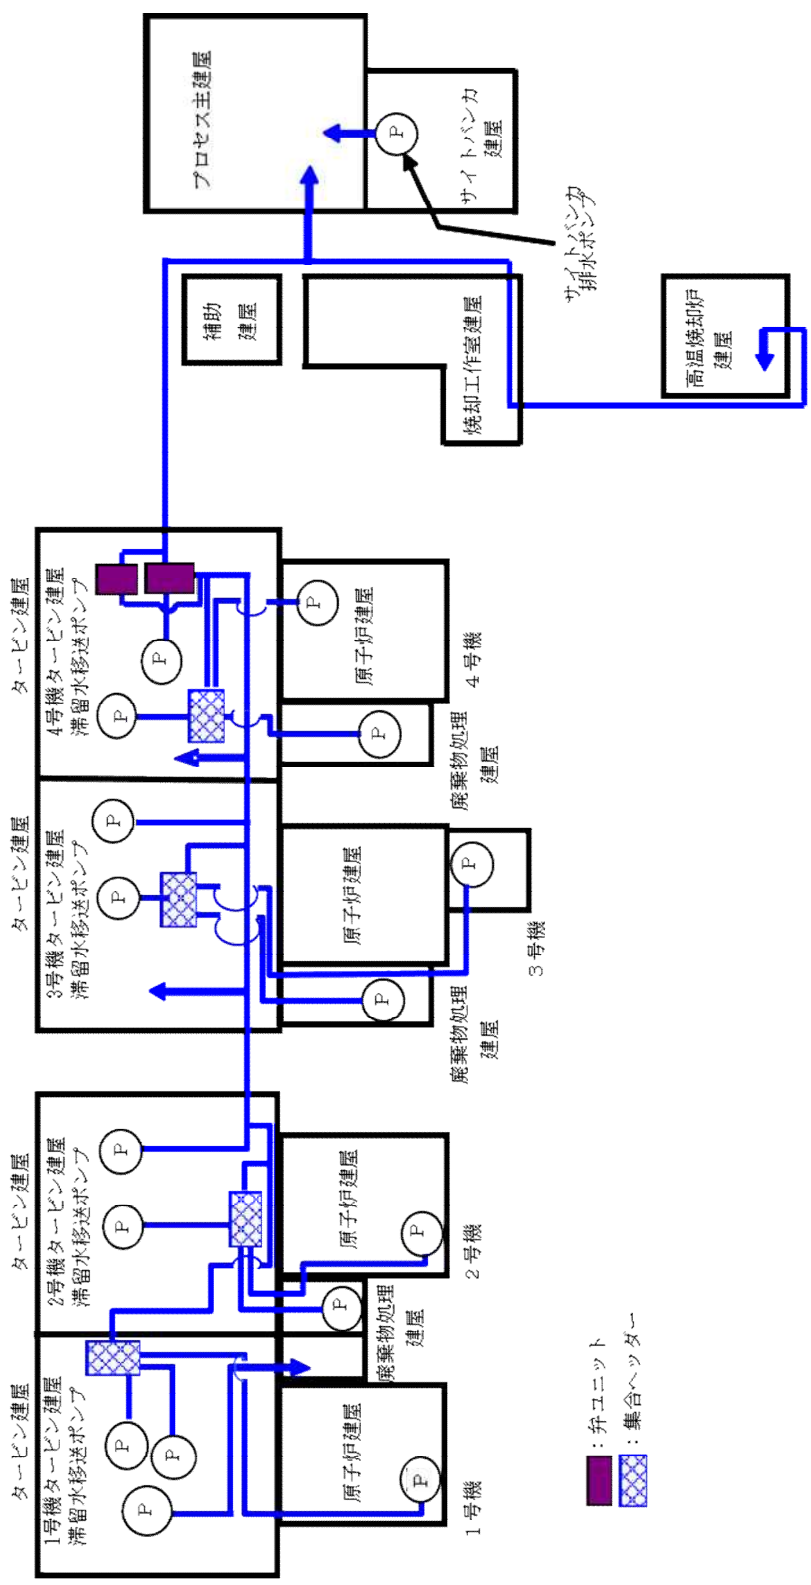 タービン建屋
1号機タービン建屋
滞留水移送ポンプ
P
P
P
原子炉建屋
P
1号機
廃棄物処理
建屋
タービン建屋
2号機タービン建屋
滞留水移送ポンプ
P
P
P
原子炉建屋
P
2号機
タービン建屋
3号機タービン建屋
滞留水移送ポンプ
P
P
P
廃棄物処理
建屋
原子炉建屋
P
3号機
タービン建屋
4号機タービン建屋
滞留水移送ポンプ
P
P
P
廃棄物処理
建屋
原子炉建屋
P
4号機
補助
建屋
焼却工作室建屋
高温焼却炉
建屋
プロセス主建屋
P
サイトバンカ
建屋
サイトバンカ
排水ポンプ
：弁ユニット
：集合ヘッダー